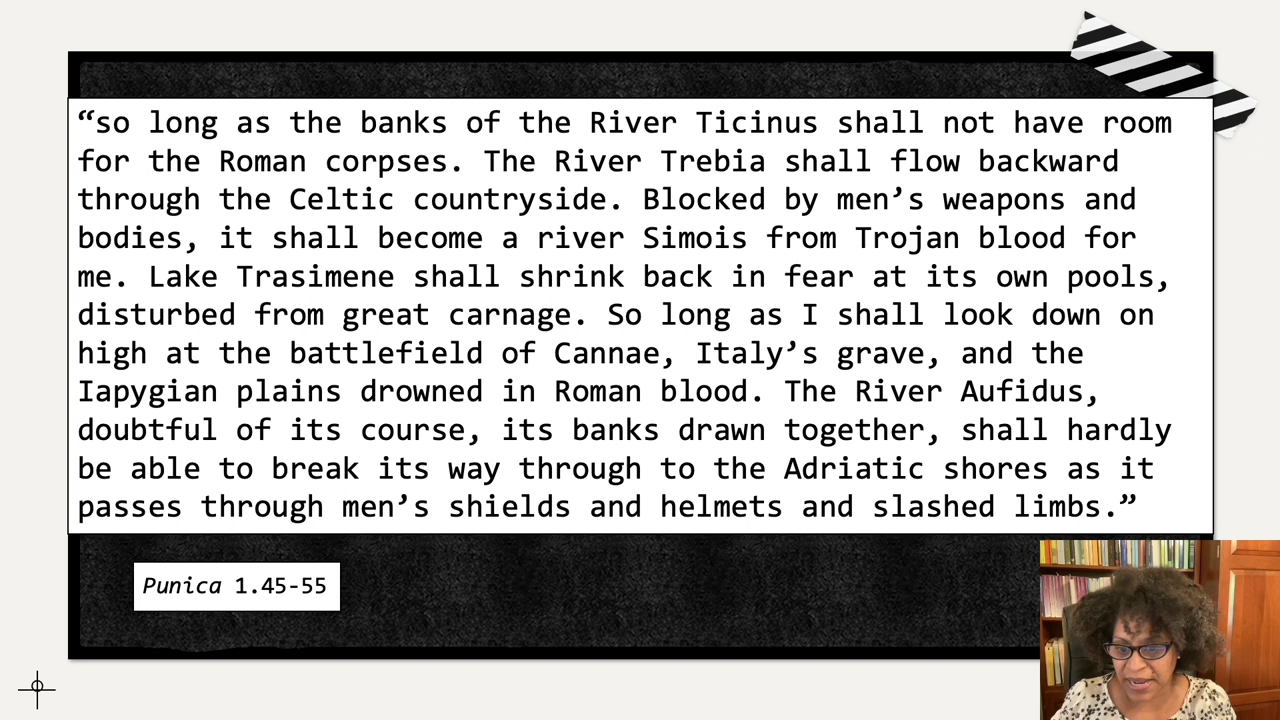 “so long as the banks of the River Ticinus shall not have room
for the Roman corpses. The River Trebia shall flow backward
through the Celtic countryside. Blocked by men’s weapons and
bodies, it shall become a river Simois from Trojan blood for
me. Lake Trasimene shall shrink back in fear at its own pools,
disturbed from great carnage. So long as I shall look down on
high at the battlefield of Cannae, Italy’s grave, and the
Iapygian plains drowned in Roman blood. The River Aufidus,
doubtful of its course, its banks drawn together, shall hardly
be able to break its way through to the Adriatic shores as it
passes through men’s shields and helmets and slashed limbs.”
Punica 1.45-55